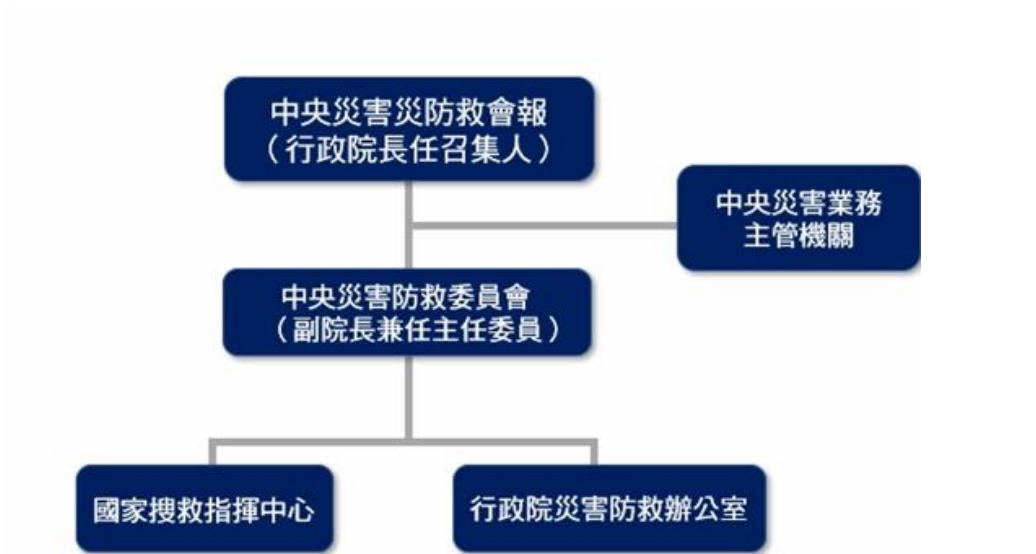 中央災害災防救會報
（行政院長任召集人）
中央災害業務
主管機關
中央災害防救委員會
（副院長兼任主任委員）
國家搜救指揮中心
行政院災害防救辦公室